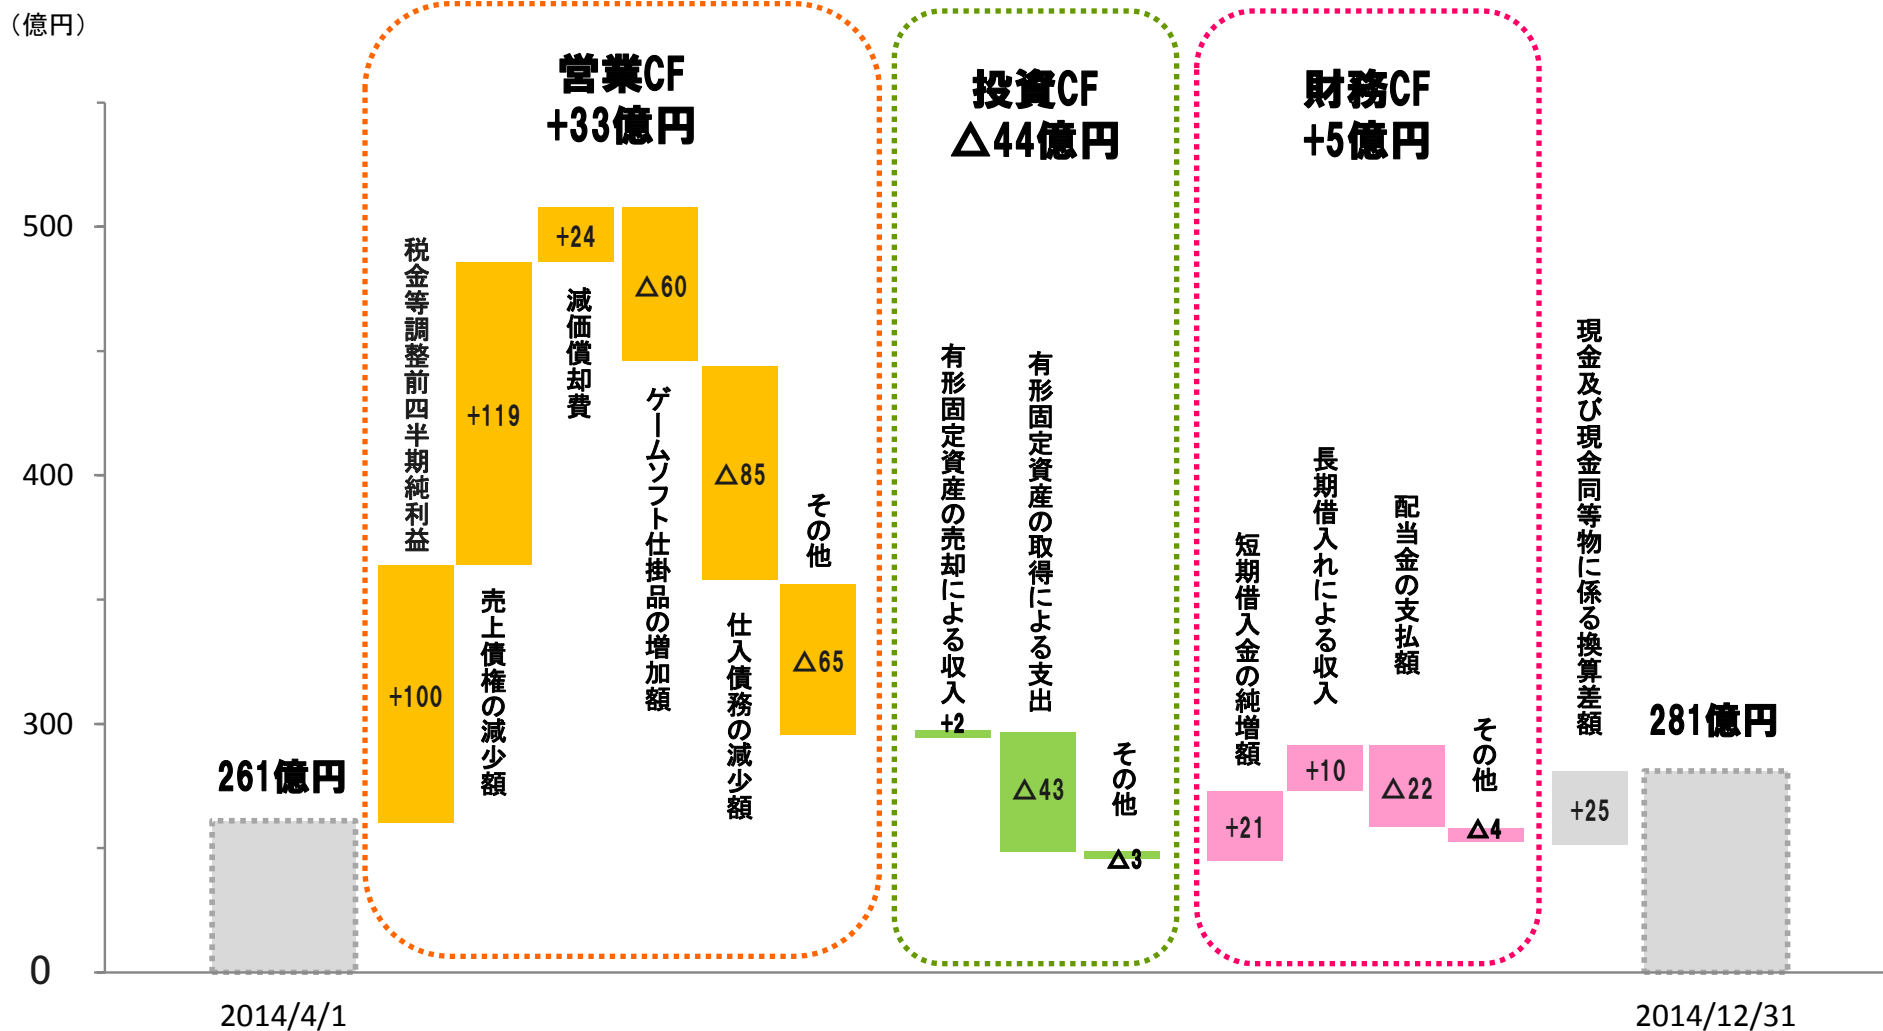 （億円）
営業CF
+33億円
投資CF
△44億円
財務CF
+5億円
500
400
300
0
261億円
2014/4/1
税金等調整前四半期純利益
+100
売上債権の減少額
+119
減価償却費
+24
ゲームソフト仕掛品の増加額
△60
仕入債務の減少額
△85
その他
△65
有形固定資産の売却による収入
+2
有形固定資産の取得による支出
△43
その他
△3
短期借入金の純増額
+21
長期借入れによる収入
+10
配当金の支払額
△22
その他
△4
現金及び現金同等物に係る換算差額
+25
281億円
2014/12/31